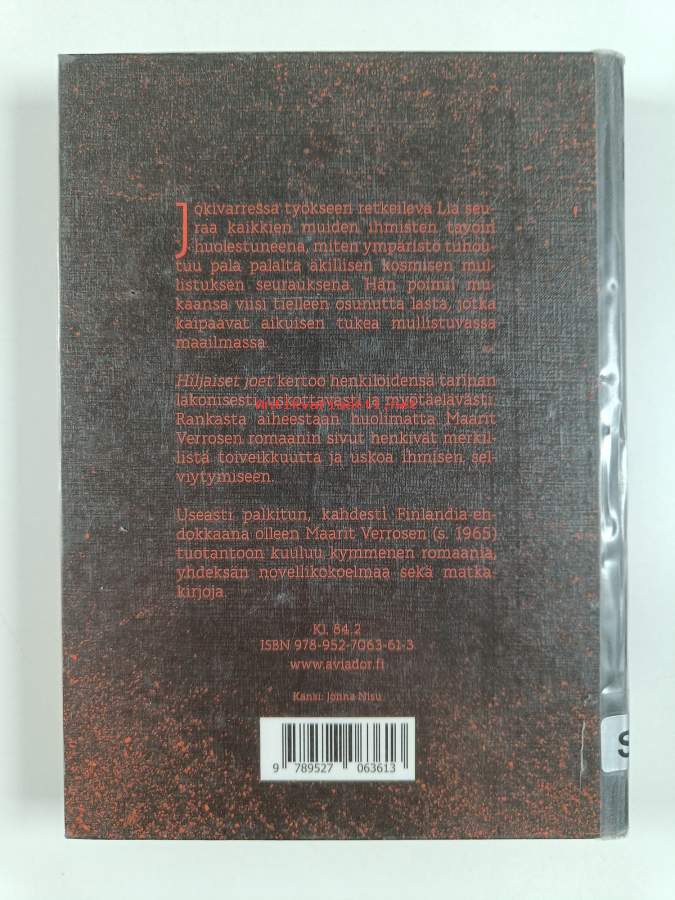 Jokivarressa työkseen retkeilevä Lia seu-
raa kaikkien muiden ihmisten tavoin
huolestuneena, miten ympäristö tuhou-
tuu pala palalta äkillisen kosmisen mul-
listuksen seurauksena. Hän poimii mu-
kaansa viisi tielleen osunutta lasta, jotka
kaipaavat aikuisen tukea mullistuvassa
maailmassa.
Hiljaiset joet kertoo henkilöidensä tarinan
lakonisesti, uskottavasti ja myötäelävästi.
Rankasta aiheestaan huolimatta Maarit
Verrosen romaanin sivut henkivät merkil-
listä toiveikkuutta ja uskoa ihmisen sel-
viytymiseen.
Useasti palkitun, kahdesti Finlandia-eh-
dokkaana olleen Maarit Verrosen (s. 1965)
tuotantoon kuuluu kymmenen romaania,
yhdeksän novellikokoelmaa sekä matka-
kirjoja.
Kl. 84.2
ISBN 978-952-7063-61-3
www.aviador.fi
Kansi: Jonna Nisu
9 789527 063613
S